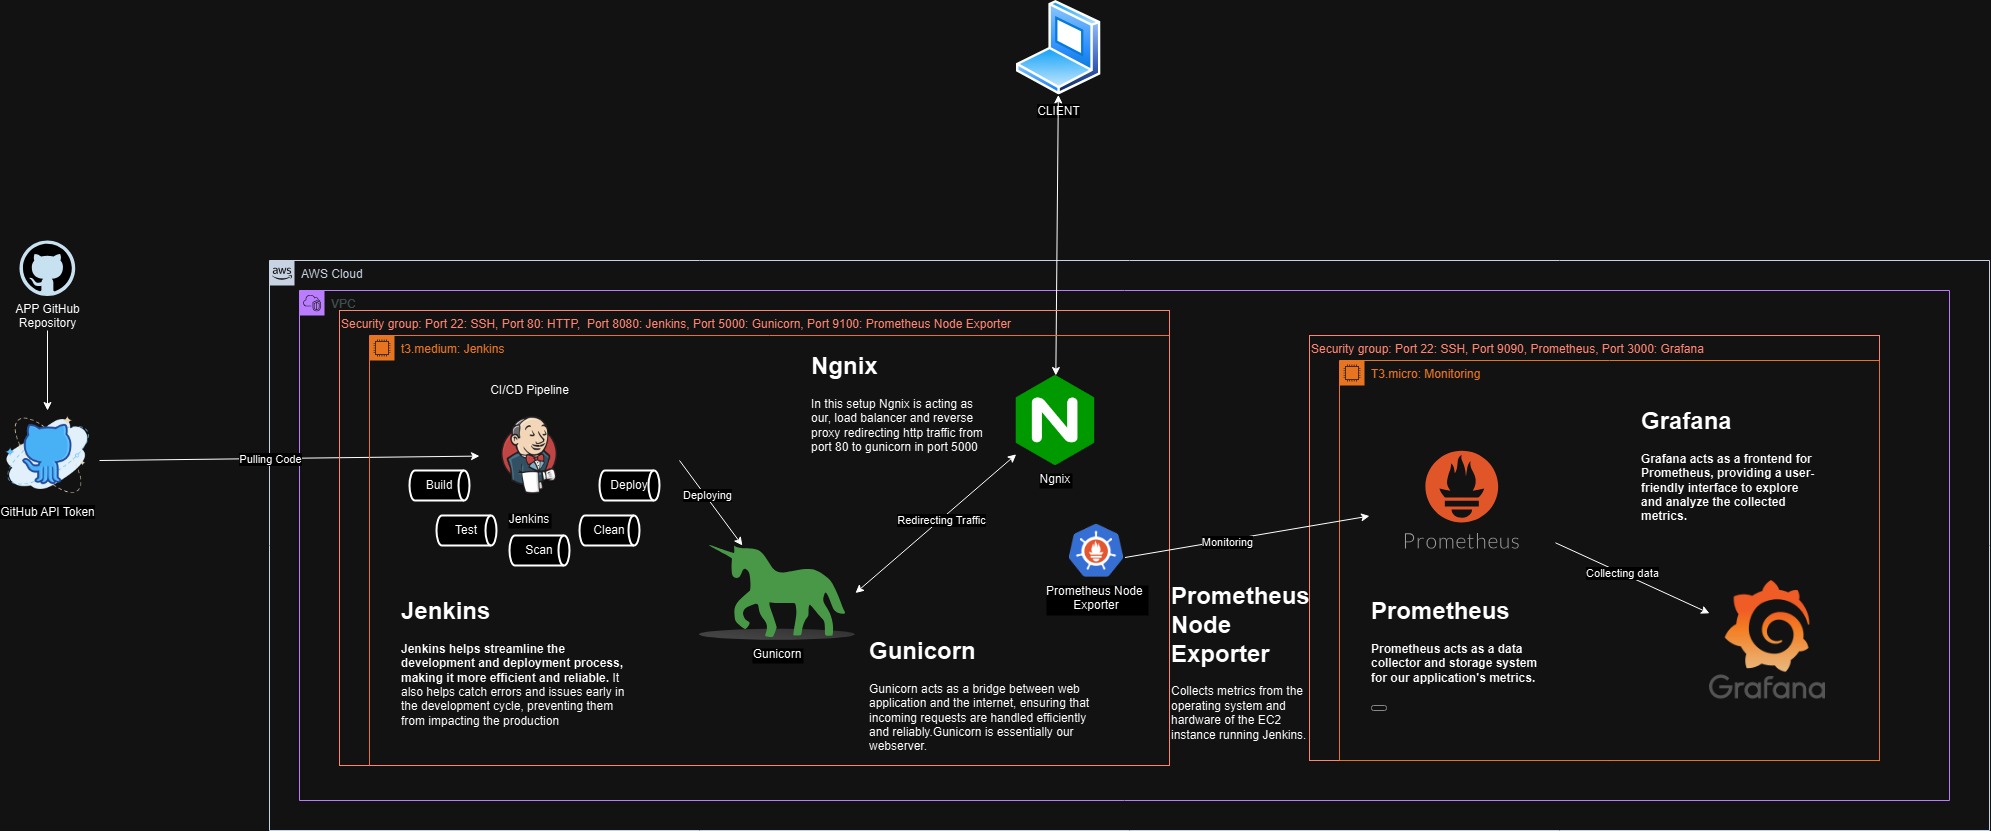 CLIENT
APP GitHub
Repository
GitHub API Token
Pulling Code
aws
AWS Cloud
VPC
Security group: Port 22: SSH, Port 80: HTTP, Port 8080: Jenkins, Port 5000: Gunicorn, Port 9100: Prometheus Node Exporter
t3.medium: Jenkins
CI/CD Pipeline
Build
Test
Jenkins
Scan
Clean
Deploy
Deploying
Jenkins
Jenkins helps streamline the
development and deployment process,
making it more efficient and reliable. It
also helps catch errors and issues early in
the development cycle, preventing them
from impacting the production
Ngnix
In this setup Ngnix is acting as
our, load balancer and reverse
proxy redirecting http traffic from
port 80 to gunicorn in port 5000
N
Ngnix
Redirecting Traffic
Gunicorn
Gunicorn
Gunicorn acts as a bridge between web
application and the internet, ensuring that
incoming requests are handled efficiently
and reliably.Gunicorn is essentially our
webserver.
Prometheus Node
Exporter
Monitoring
Prometheus
Node
Exporter
Collects metrics from the
operating system and
hardware of the EC2
instance running Jenkins.
Security group: Port 22: SSH, Port 9090, Prometheus, Port 3000: Grafana
T3.micro: Monitoring
Prometheus
Collecting data
Prometheus
Prometheus acts as a data
collector and storage system
for our application's metrics.
Grafana
Grafana acts as a frontend for
Prometheus, providing a user-
friendly interface to explore
and analyze the collected
metrics.
Grafana